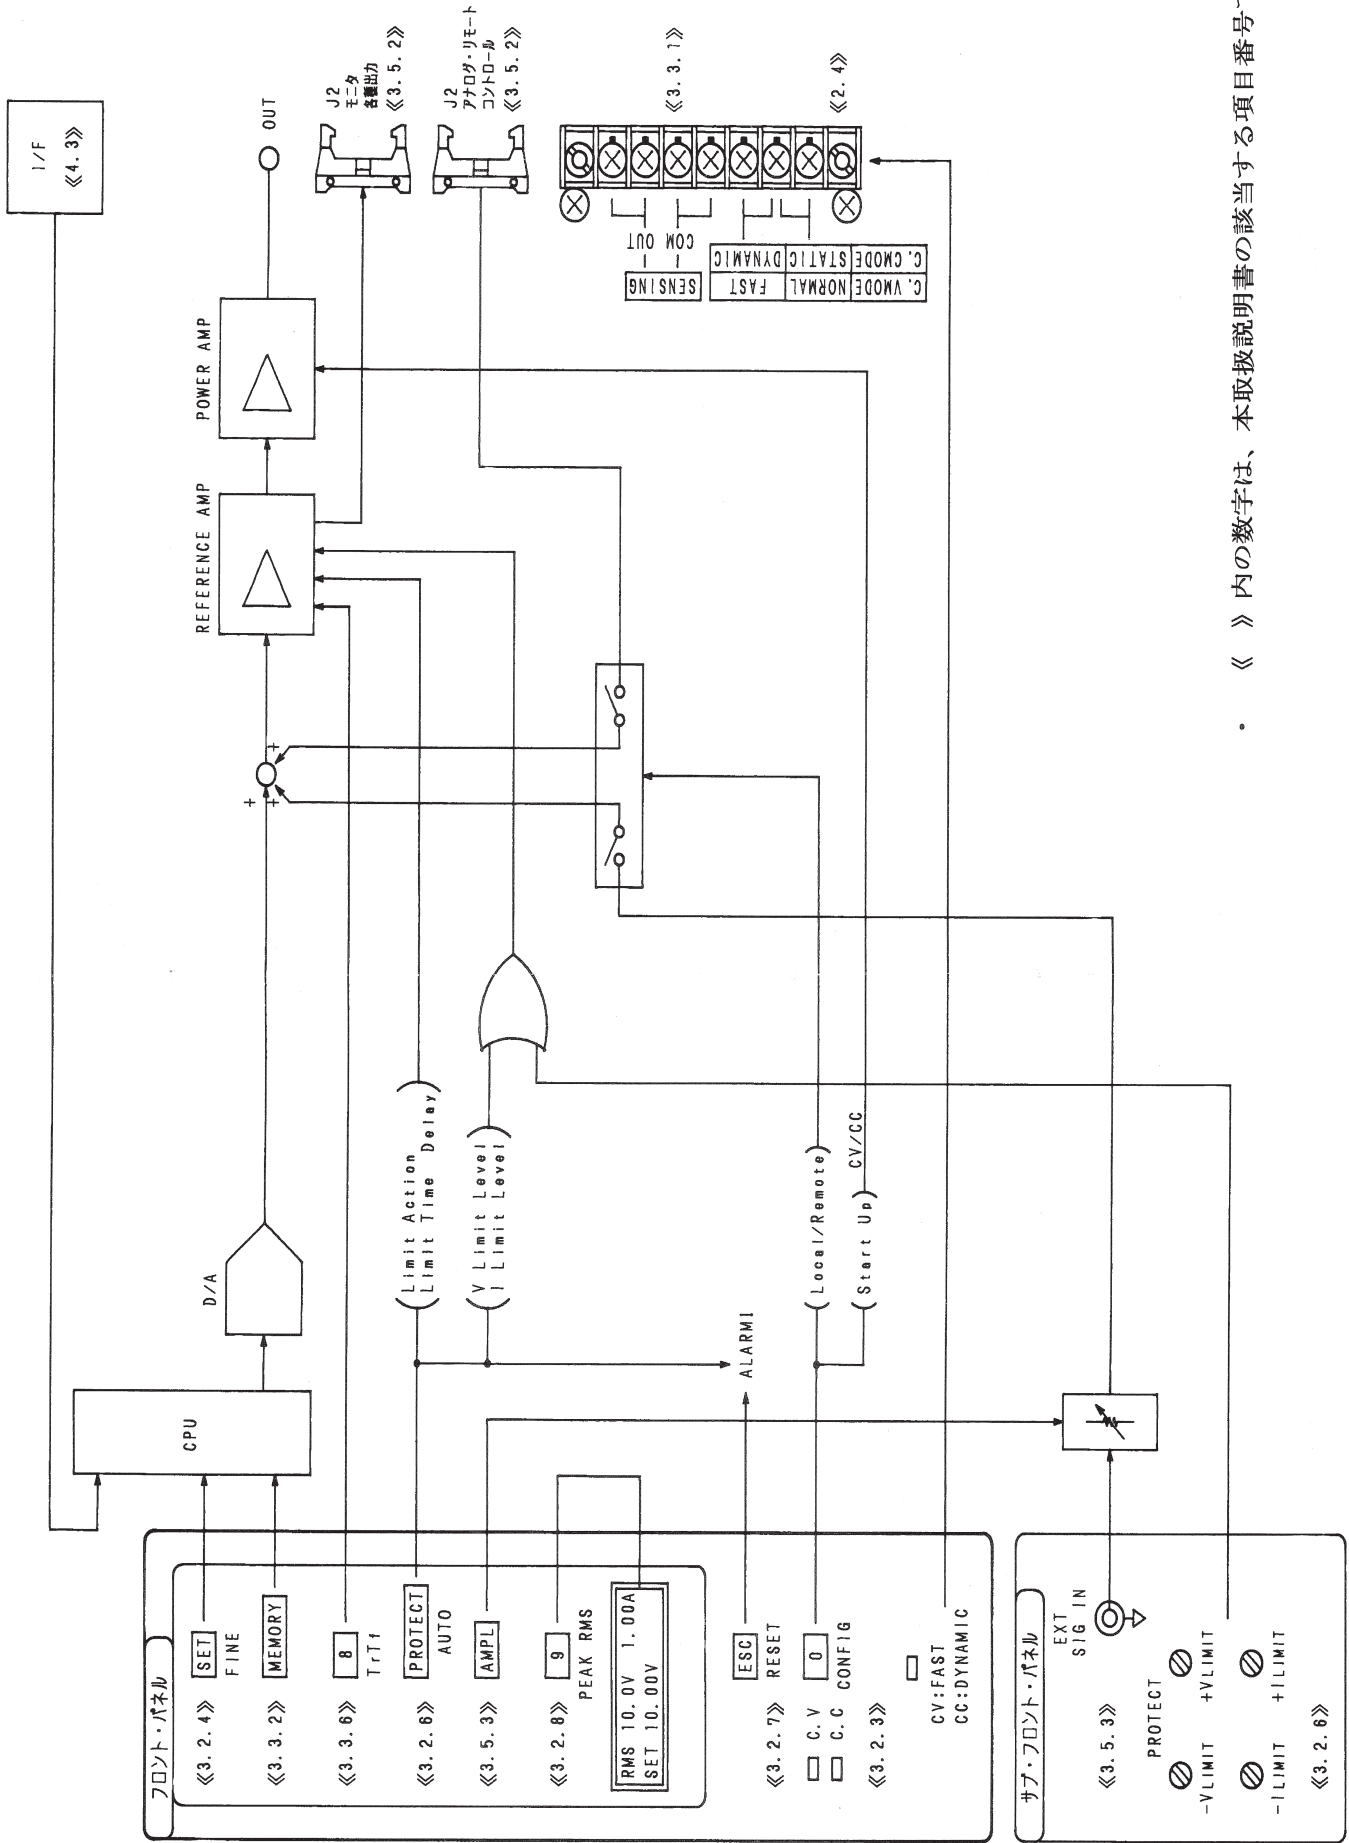 I/F
《4.3》
OUT
J2
モニタ
各種出力
《3.5.2》
J2
アナログ・リモート
コントロール
《3.5.2》
《3.3.1》
《2.4》
SENSING
OUT
COM
C.VMODE NORMAL FAST
C.CMODE STATIC DYNAMIC
POWER AMP
REFERENCE AMP
+
+
+
D/A
CPU
Limit Action
Limit Time Delay
V Limit Level
I Limit Level
ALARM1
(Local/Remote)
(Start Up)
CV/CC
フロント・パネル
《3.2.4》
SET
FINE
《3.3.2》
MEMORY
《3.3.6》
8
TrTf
《3.2.6》
PROTECT
AUTO
《3.5.3》
AMPL
《3.2.8》
9
PEAK RMS
RMS 10.0V 1.00A
SET 10.00V
《3.2.7》
ESC
RESET
C.V
C.C
0
CONFIG
《3.2.3》
CV:FAST
CC:DYNAMIC
サブ・フロント・パネル
《3.5.3》
EXT
SIG IN
PROTECT
-VLIMIT
+VLIMIT
-ILIMIT
+ILIMIT
《3.2.6》
・《 》内の数字は、本取扱説明書の該当する項目番号